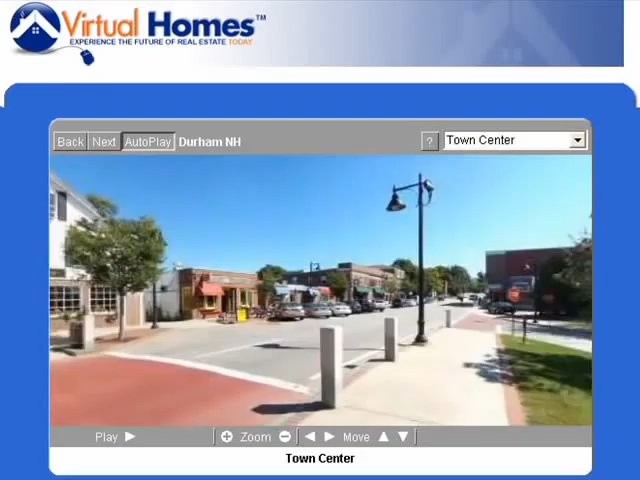 Virtual Homes™
EXPERIENCE THE FUTURE OF REAL ESTATE TODAY
Back Next AutoPlay Durham NH ? Town Center
Play Zoom Move
Town Center